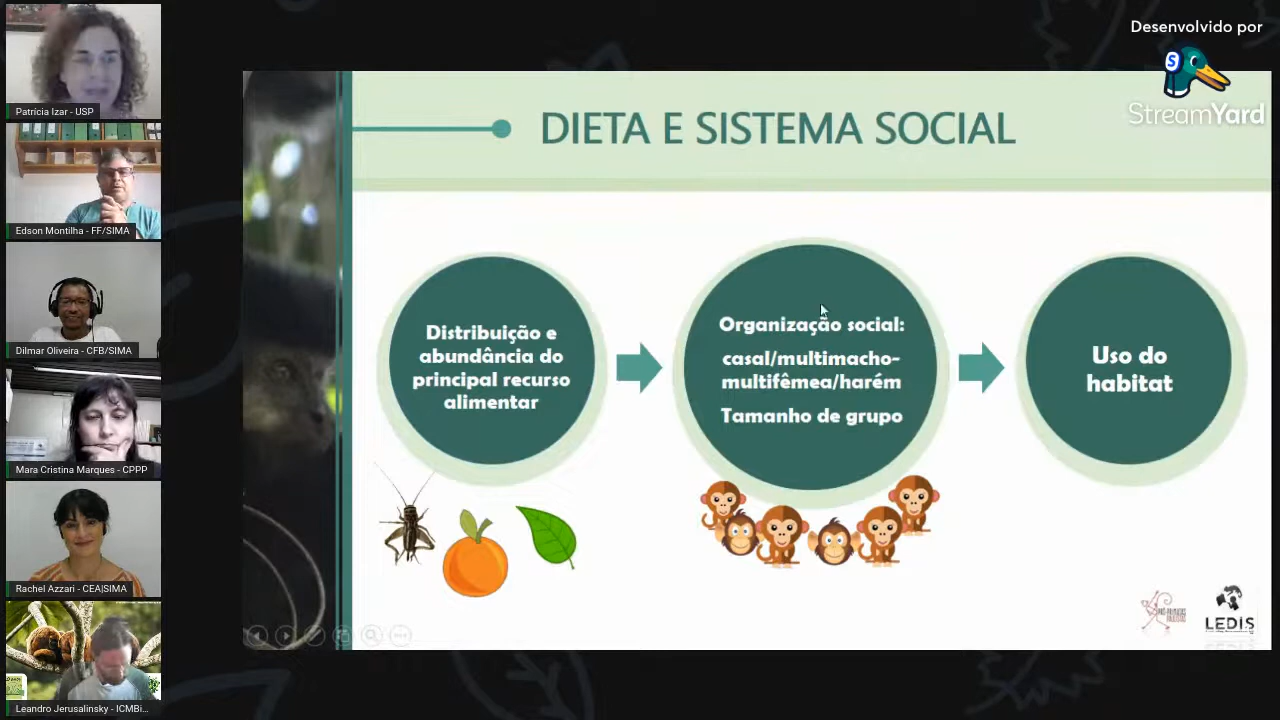 Desenvolvido por
S
StreamYard
Patrícia Izar - USP
Edson Montilha - FF/SIMA
Dilmar Oliveira - CFB/SIMA
Mara Cristina Marques - CPPP
Rachel Azzari - CEA|SIMA
Leandro Jerusalinsky - ICMBi...
DIETA E SISTEMA SOCIAL
Distribuição e
abundância do
principal recurso
alimentar
Organização social:
casal/multimacho-
multifêmea/harém
Tamanho de grupo
Uso do
habitat
LEDIS